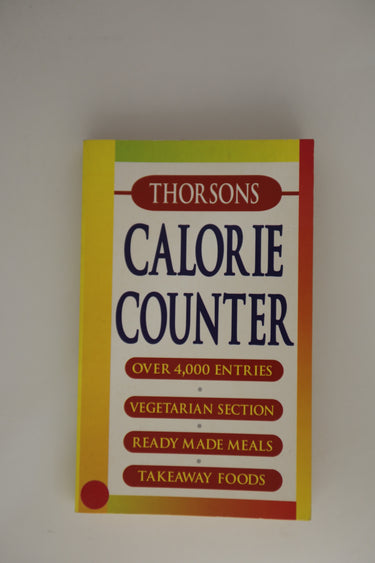 THORSONS
CALORIE
COUNTER
OVER 4,000 ENTRIES
VEGETARIAN SECTION
READY MADE MEALS
TAKEAWAY FOODS